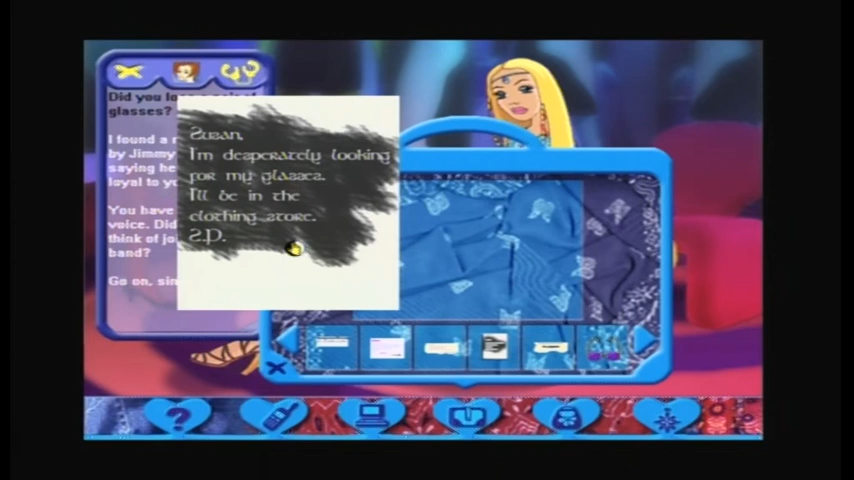 Did you lo
glasses?
I found a
by Jimmy
saying he
loyal to yo
You have
voice. Did
think of jo
band?
Go on, sin
Susan,
I'm desperately looking
for my glasses.
I'll be in the
clothing store.
S.D.
?